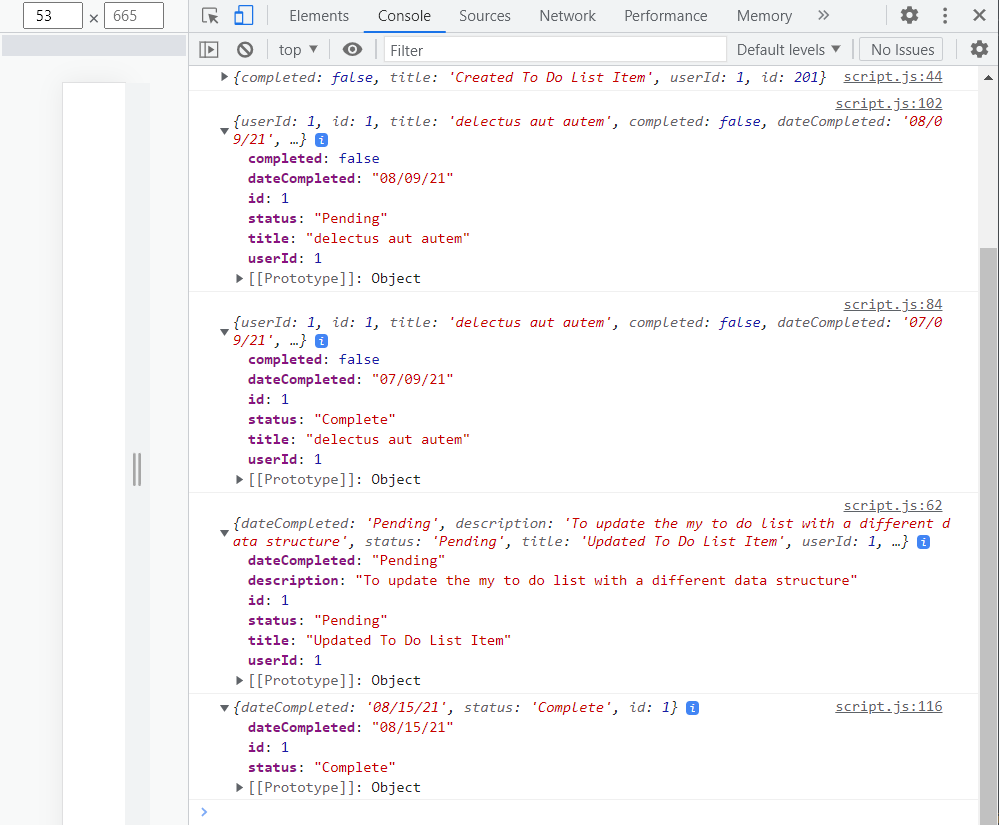 53 × 665 Elements Console Sources Network Performance Memory »
top ▼ Filter Default levels ▼ No Issues
▶ {completed: false, title: 'Created To Do List Item', userId: 1, id: 201} script.js:44
script.js:102
{userId: 1, id: 1, title: 'delectus aut autem', completed: false, dateCompleted: '08/0
▼ 9/21', …} i
completed: false
dateCompleted: "08/09/21"
id: 1
status: "Pending"
title: "delectus aut autem"
userId: 1
▶ [[Prototype]]: Object
script.js:84
{userId: 1, id: 1, title: 'delectus aut autem', completed: false, dateCompleted: '07/0
▼ 9/21', …} i
completed: false
dateCompleted: "07/09/21"
id: 1
status: "Complete"
title: "delectus aut autem"
userId: 1
▶ [[Prototype]]: Object
script.js:62
{dateCompleted: 'Pending', description: 'To update the my to do list with a different d
▼ ata structure', status: 'Pending', title: 'Updated To Do List Item', userId: 1, …} i
dateCompleted: "Pending"
description: "To update the my to do list with a different data structure"
id: 1
status: "Pending"
title: "Updated To Do List Item"
userId: 1
▶ [[Prototype]]: Object
▼ {dateCompleted: '08/15/21', status: 'Complete', id: 1} i script.js:116
dateCompleted: "08/15/21"
id: 1
status: "Complete"
▶ [[Prototype]]: Object
>